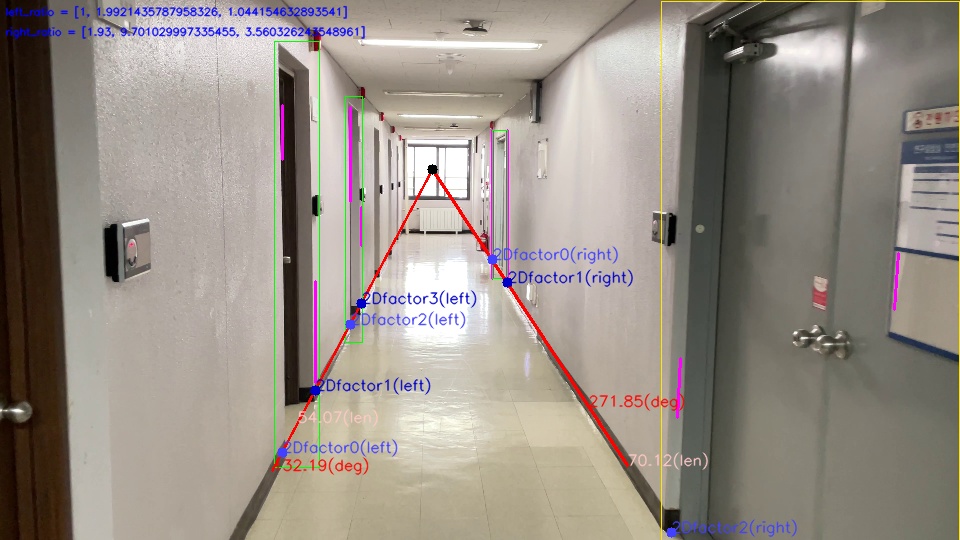 left_ratio = [1, 1.9921435787958326, 1.044154632893541]
right_ratio = [1.93, 9.701029997335455, 3.560326247548961]
2Dfactor0(right)
2Dfactor1(right)
2Dfactor3(left)
2Dfactor2(left)
2Dfactor1(left)
271.85(deg)
54.07(len)
2Dfactor0(left)
232.19(deg)
70.12(len)
2Dfactor2(right)